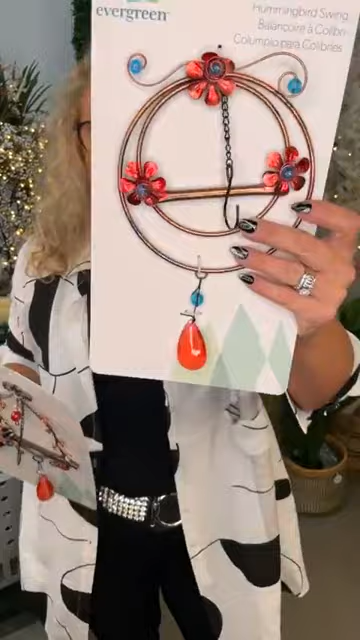 evergreen
Hummingbird Swing
Balançoire à Colibri
Columpio para Colibríes